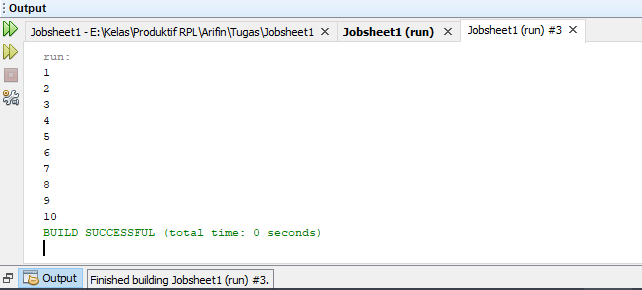 Output
Jobsheet1 - E:\Kelas\Produktif RPL\Arifin\Tugas\Jobsheet1 Jobsheet1 (run) Jobsheet1 (run) #3
run:
1
2
3
4
5
6
7
8
9
10
BUILD SUCCESSFUL (total time: 0 seconds)
Output Finished building Jobsheet1 (run) #3.